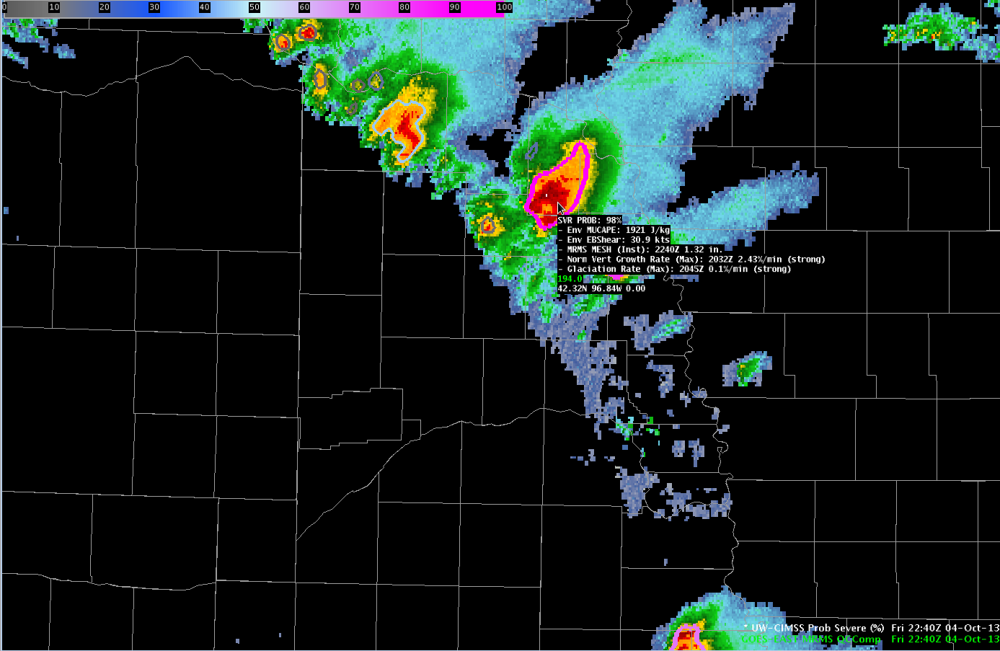 0 10 20 30 40 50 60 70 80 90 100
SVR PROB: 98%
- Env MUCAPE: 1921 J/kg
- Env EBShear: 30.9 kts
- MRMS MESH (Inst): 2240Z 1.32 in.
- Norm Vert Growth Rate (Max): 2032Z 2.43%/min (strong)
- Glaciation Rate (Max): 2045Z 0.1%/min (strong)
194.0
42.32N 96.84W 0.00
* UW-CIMSS Prob Severe (%) Fri 22:40Z 04-Oct-13
GOES-EAST MRMS QCComp Fri 22:40Z 04-Oct-13